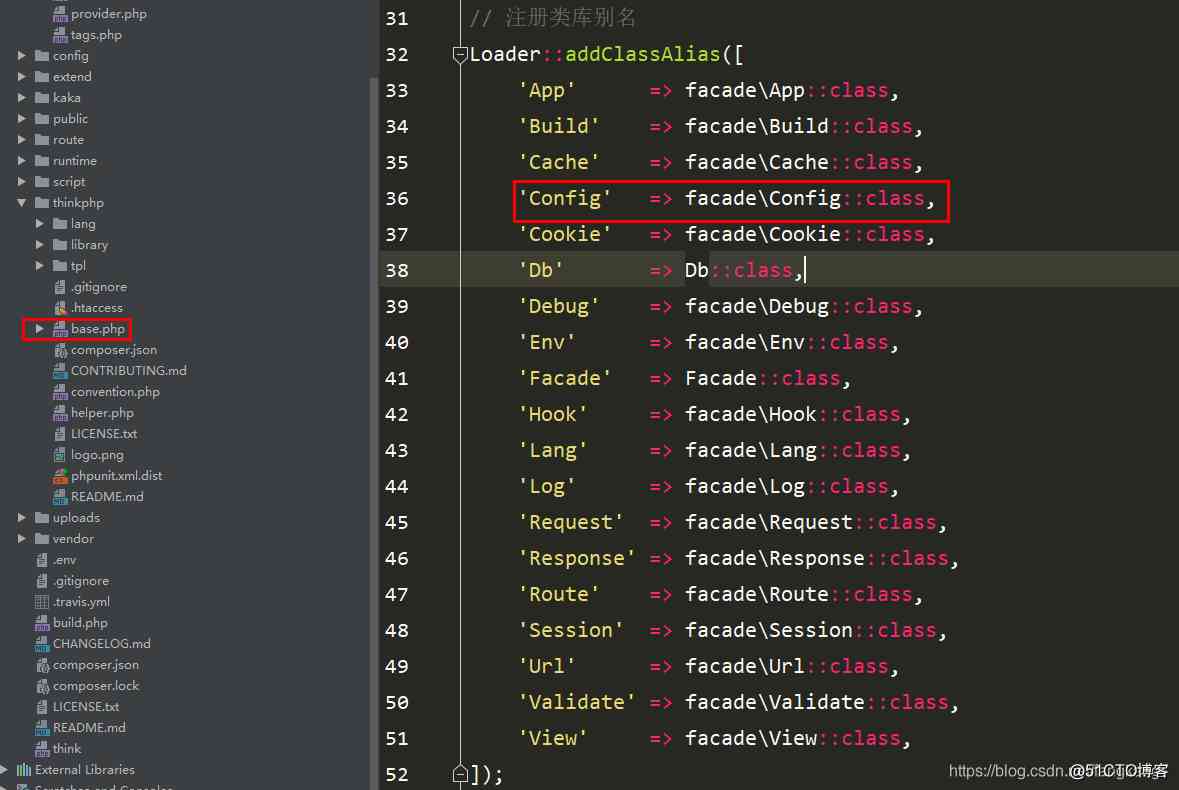 provider.php
tags.php
config
extend
kaka
public
route
runtime
script
thinkphp
lang
library
tpl
.gitignore
.htaccess
base.php
composer.json
CONTRIBUTING.md
convention.php
helper.php
LICENSE.txt
logo.png
phpunit.xml.dist
README.md
uploads
vendor
.env
.gitignore
.travis.yml
build.php
CHANGELOG.md
composer.json
composer.lock
LICENSE.txt
README.md
think
External Libraries
Scratches and Consoles
31 // 注册类库别名
32 Loader::addClassAlias([
33 'App' => facade\App::class,
34 'Build' => facade\Build::class,
35 'Cache' => facade\Cache::class,
36 'Config' => facade\Config::class,
37 'Cookie' => facade\Cookie::class,
38 'Db' => Db::class,
39 'Debug' => facade\Debug::class,
40 'Env' => facade\Env::class,
41 'Facade' => Facade::class,
42 'Hook' => facade\Hook::class,
43 'Lang' => facade\Lang::class,
44 'Log' => facade\Log::class,
45 'Request' => facade\Request::class,
46 'Response' => facade\Response::class,
47 'Route' => facade\Route::class,
48 'Session' => facade\Session::class,
49 'Url' => facade\Url::class,
50 'Validate' => facade\Validate::class,
51 'View' => facade\View::class,
52 ]);
https://blog.csdn.
@51CTO博客